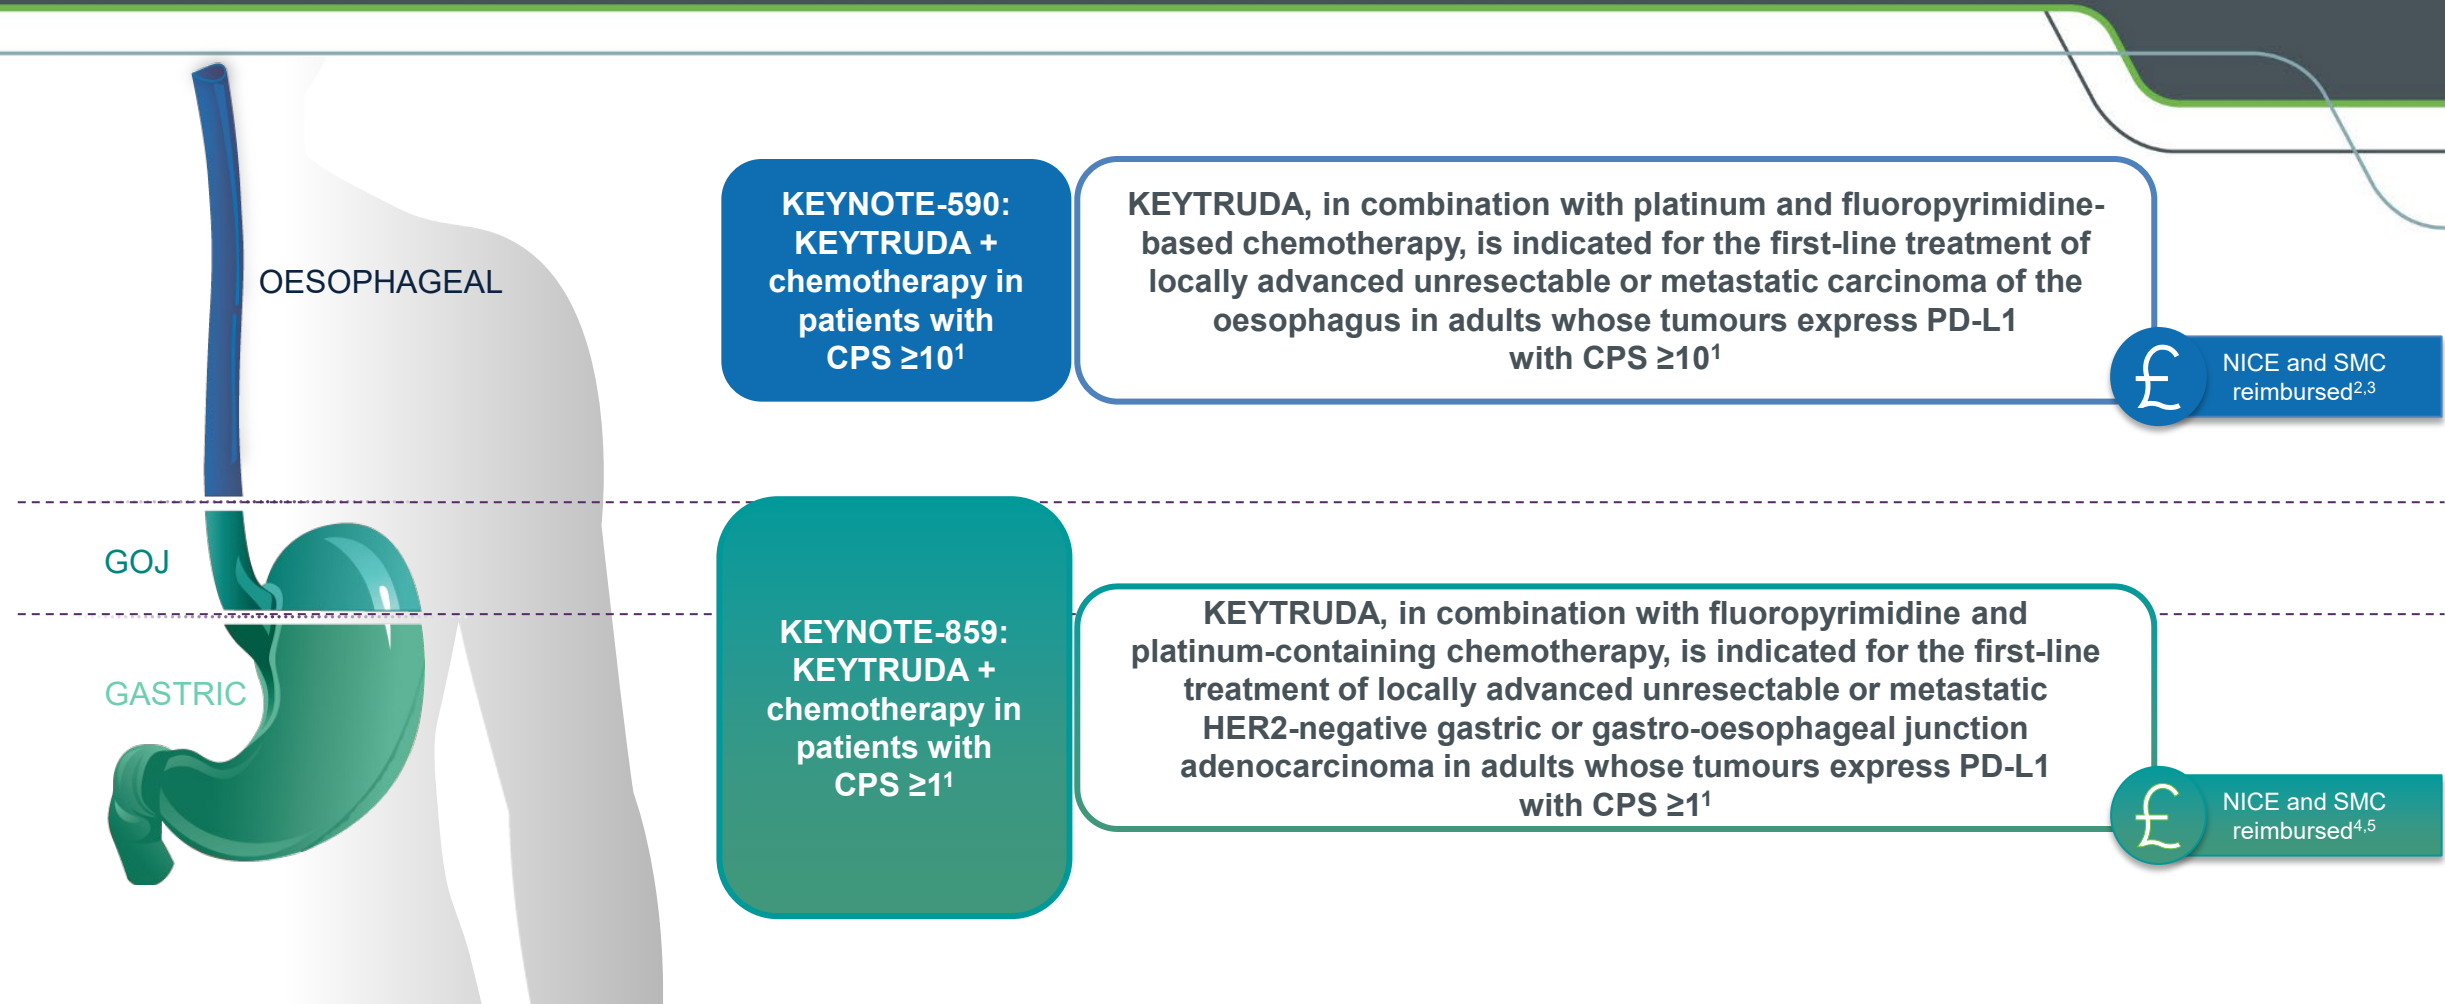 OESOPHAGEAL
KEYNOTE-590:
KEYTRUDA +
chemotherapy in
patients with
CPS ≥10¹
KEYTRUDA, in combination with platinum and fluoropyrimidine-
based chemotherapy, is indicated for the first-line treatment of
locally advanced unresectable or metastatic carcinoma of the
oesophagus in adults whose tumours express PD-L1
with CPS ≥10¹
£
NICE and SMC
reimbursed²,³
GOJ
GASTRIC
KEYNOTE-859:
KEYTRUDA +
chemotherapy in
patients with
CPS ≥1¹
KEYTRUDA, in combination with fluoropyrimidine and
platinum-containing chemotherapy, is indicated for the first-line
treatment of locally advanced unresectable or metastatic
HER2-negative gastric or gastro-oesophageal junction
adenocarcinoma in adults whose tumours express PD-L1
with CPS ≥1¹
£
NICE and SMC
reimbursed⁴,⁵